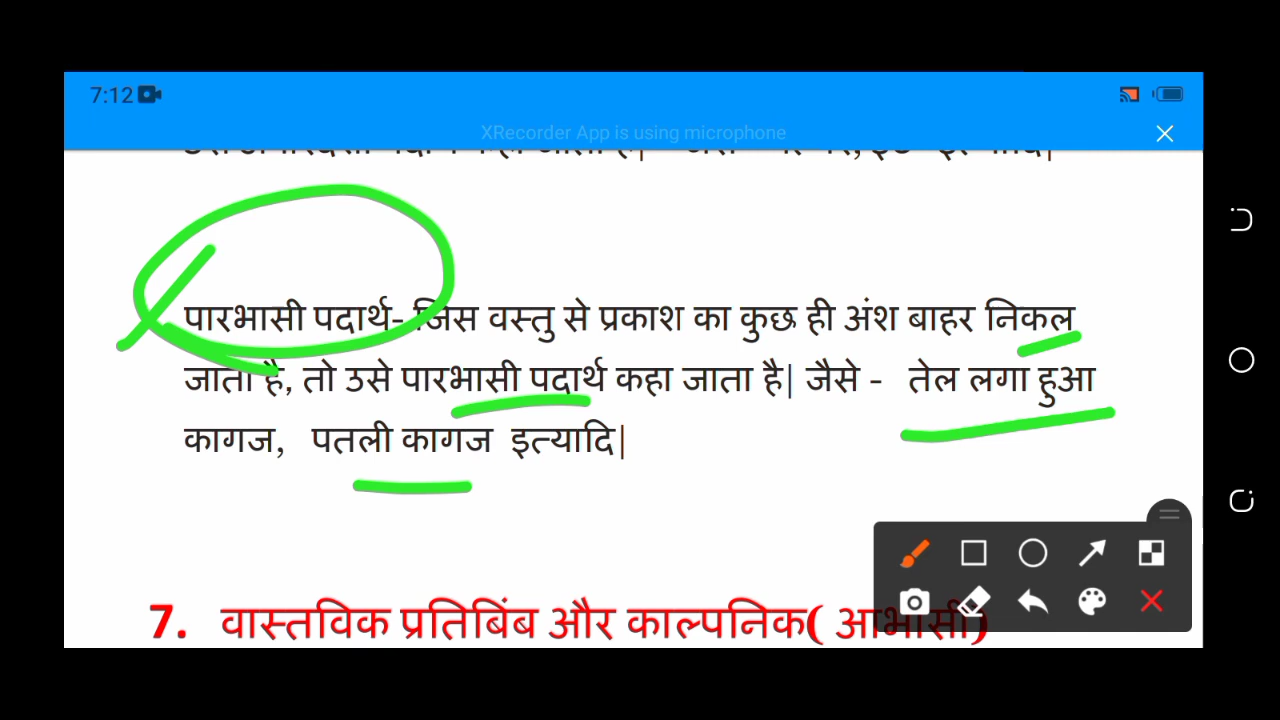 7:12
XRecorder App is using microphone
पारभासी पदार्थ- जिस वस्तु से प्रकाश का कुछ ही अंश बाहर निकल
जाता है, तो उसे पारभासी पदार्थ कहा जाता है| जैसे - तेल लगा हुआ
कागज, पतली कागज इत्यादि|
7. वास्तविक प्रतिबिंब और काल्पनिक( आभासी)